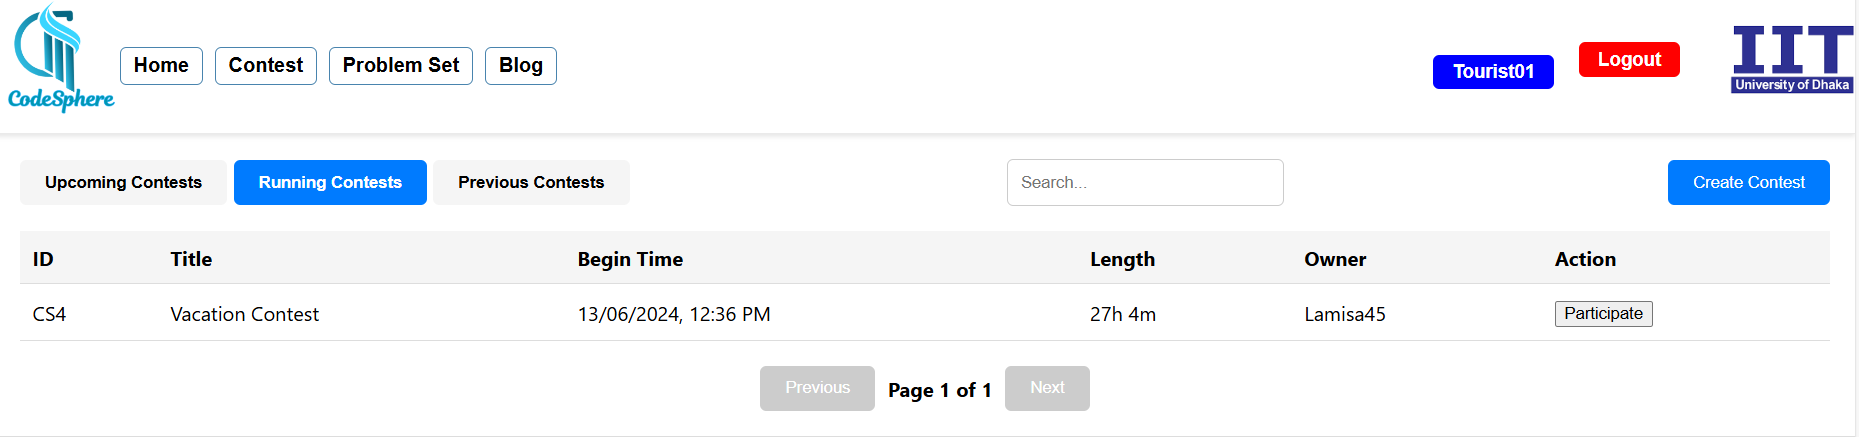 CodeSphere
Home Contest Problem Set Blog
Tourist01 Logout
IIT
University of Dhaka
Upcoming Contests Running Contests Previous Contests Search... Create Contest
ID Title Begin Time Length Owner Action
CS4 Vacation Contest 13/06/2024, 12:36 PM 27h 4m Lamisa45 Participate
Previous Page 1 of 1 Next